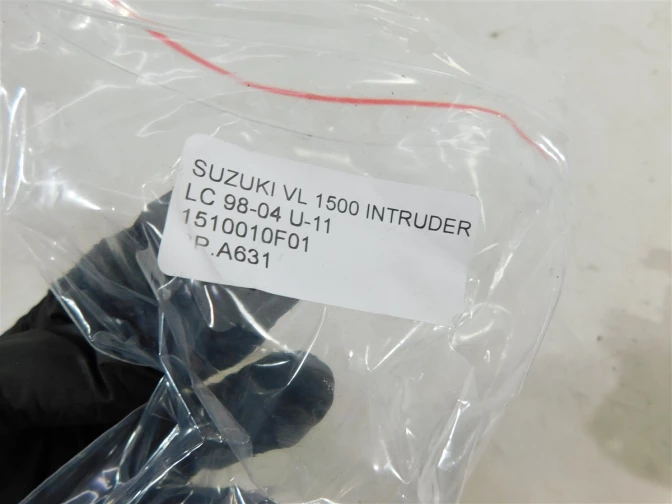 SUZUKI VL 1500 INTRUDER
LC 98-04 U-11
1510010F01
.A631